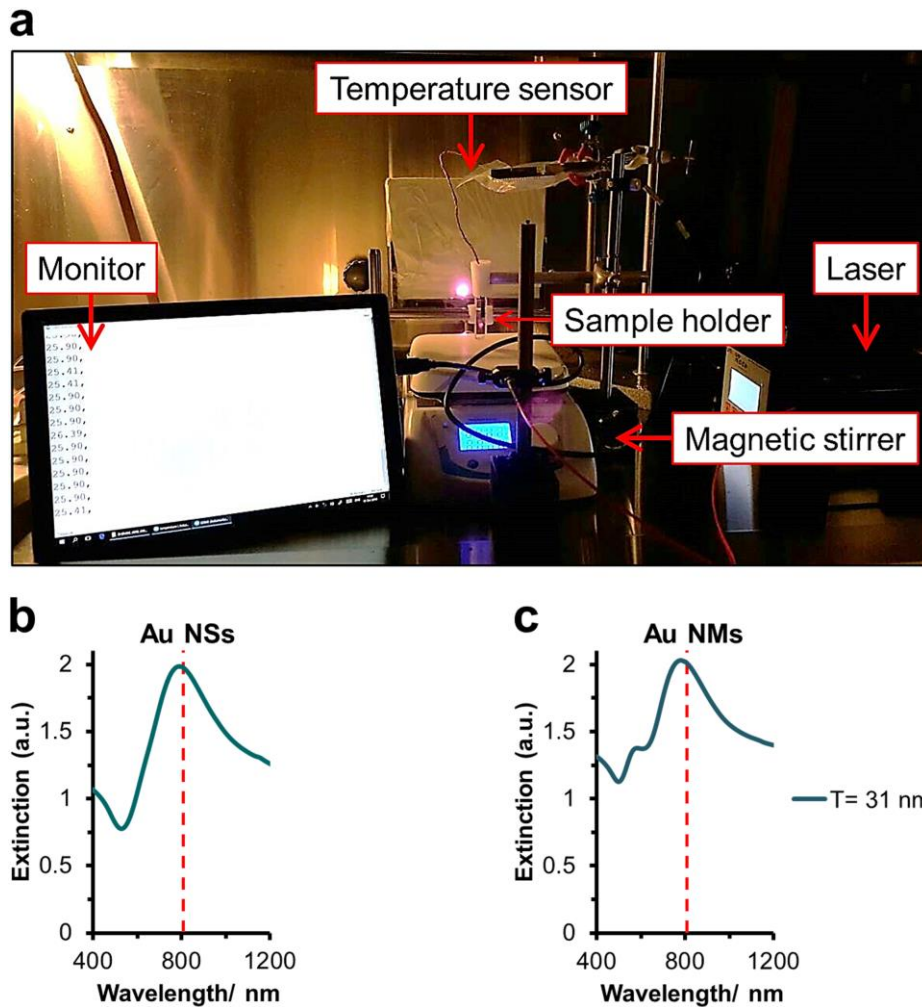 a
Temperature sensor
Monitor
Laser
Sample holder
Magnetic stirrer
25.90,
25.90,
25.41,
25.41,
25.90,
25.90,
25.90,
26.39,
25.90,
25.90,
25.90,
25.90,
25.90,
25.41,
b
Au NSs
Extinction (a.u.)
2
1.5
1
0.5
0
400 800 1200
Wavelength/ nm
c
Au NMs
Extinction (a.u.)
2
1.5
1
0.5
0
400 800 1200
Wavelength/ nm
T= 31 nm